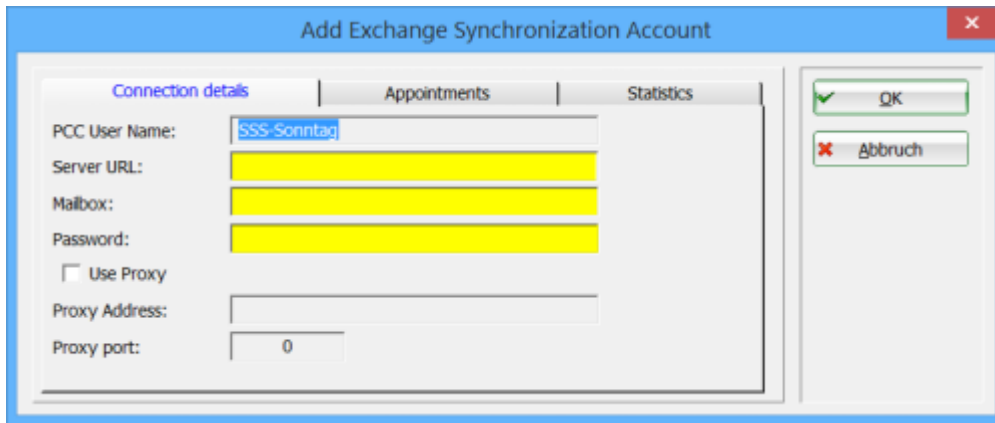 Add Exchange Synchronization Account
Connection details Appointments Statistics
OK
PCC User Name: SSS-Sonntag
Server URL:
Abbruch
Mailbox:
Password:
Use Proxy
Proxy Address:
Proxy port: 0